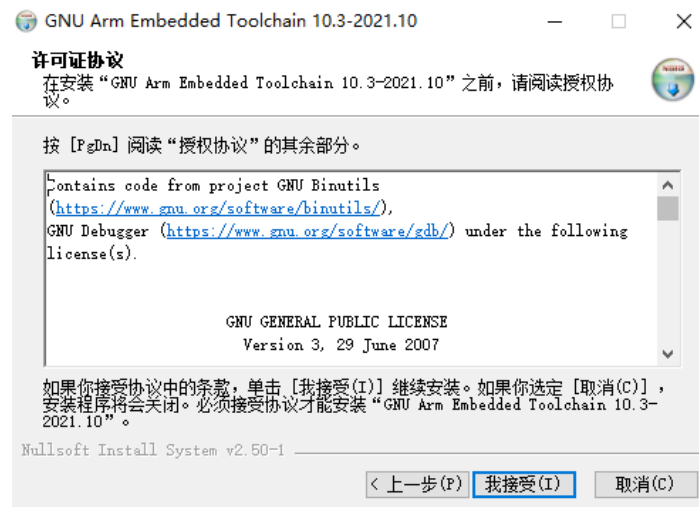 GNU Arm Embedded Toolchain 10.3-2021.10
许可证协议
在安装“GNU Arm Embedded Toolchain 10.3-2021.10”之前，请阅读授权协
议。
按 [PgDn] 阅读“授权协议”的其余部分。
Contains code from project GNU Binutils
(https://www.gnu.org/software/binutils/),
GNU Debugger (https://www.gnu.org/software/gdb/) under the following
license(s).
GNU GENERAL PUBLIC LICENSE
Version 3, 29 June 2007
如果你接受协议中的条款，单击 [我接受(I)] 继续安装。如果你选定 [取消(C)] ，
安装程序将会关闭。必须接受协议才能安装“GNU Arm Embedded Toolchain 10.3-
2021.10”。
Nullsoft Install System v2.50-1
< 上一步(P) 我接受(I) 取消(C)